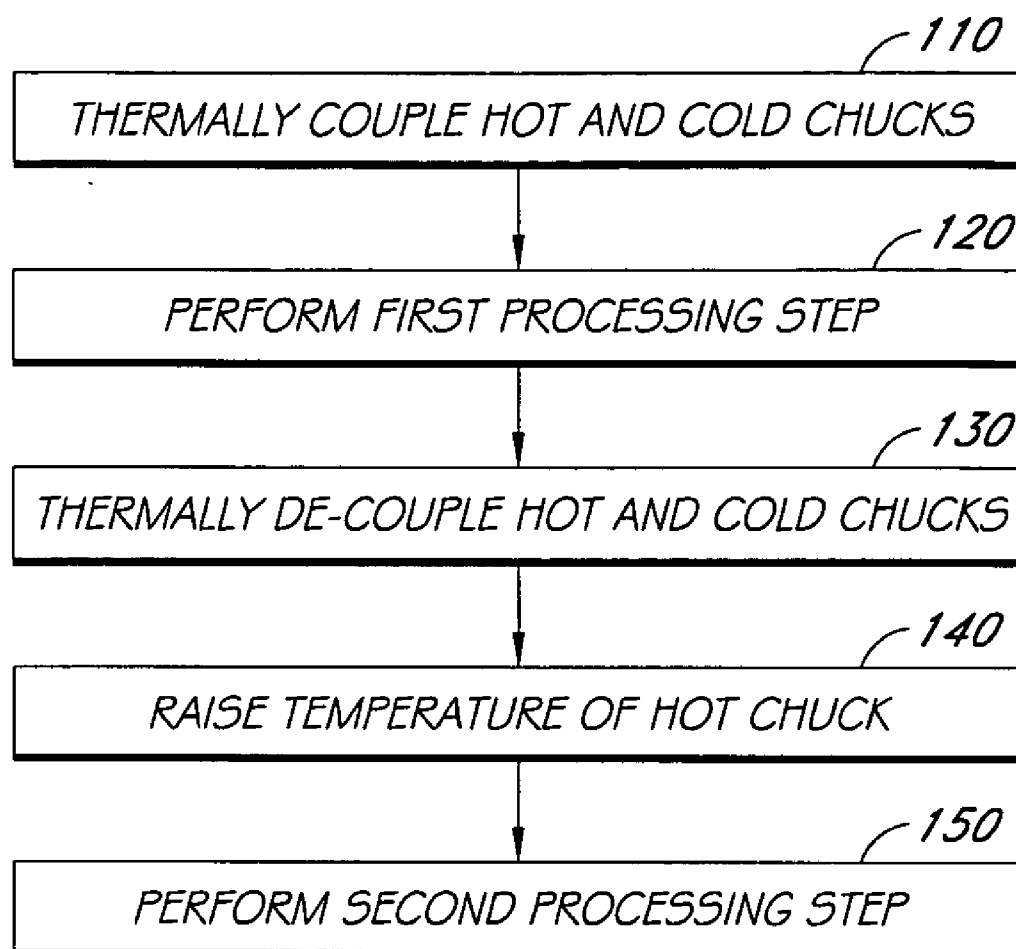 110
THERMALLY COUPLE HOT AND COLD CHUCKS
120
PERFORM FIRST PROCESSING STEP
130
THERMALLY DE-COUPLE HOT AND COLD CHUCKS
140
RAISE TEMPERATURE OF HOT CHUCK
150
PERFORM SECOND PROCESSING STEP